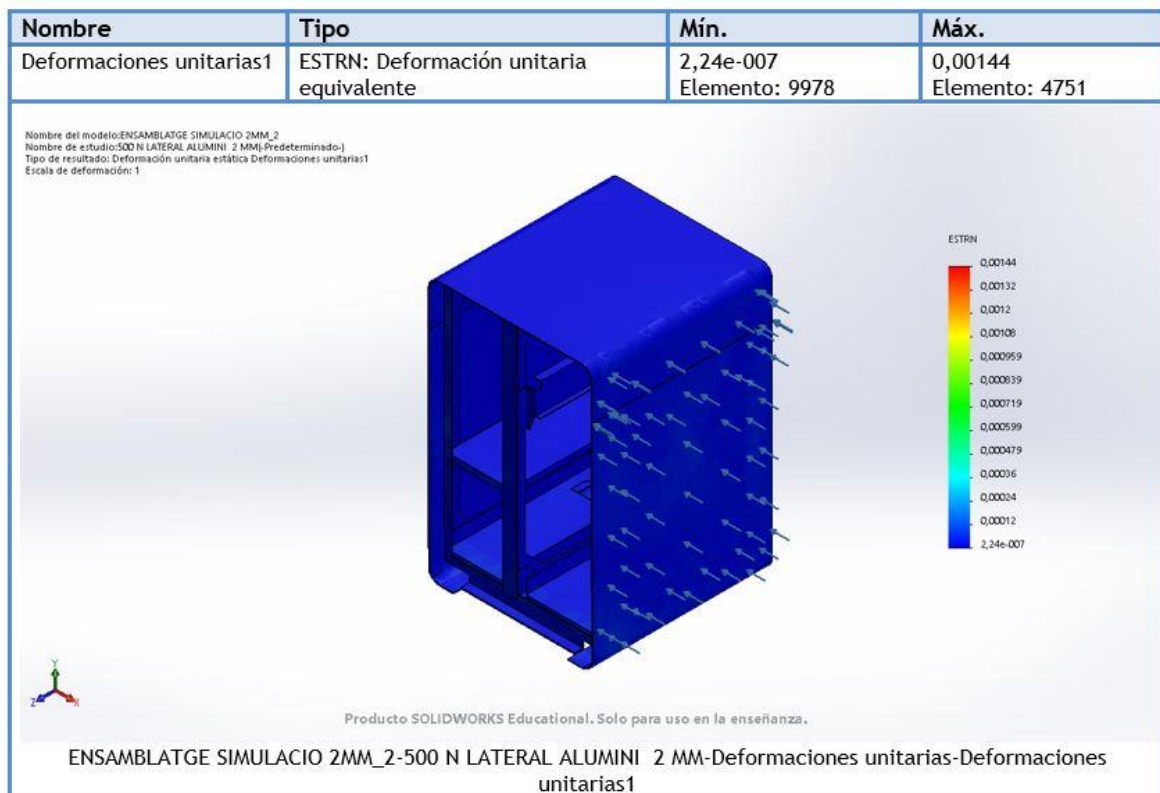 Nombre
Tipo
Mín.
Máx.
Deformaciones unitarias1
ESTRN: Deformación unitaria
equivalente
2,24e-007
Elemento: 9978
0,00144
Elemento: 4751
Nombre del modelo:ENSAMBLATGE SIMULACIO 2MM_2
Nombre de estudio:500 N LATERAL ALUMINI 2 MM(-Predeterminado-)
Tipo de resultado: Deformación unitaria estática Deformaciones unitarias1
Escala de deformación: 1
ESTRN
0,00144
0,00132
0,0012
0,00108
0,000959
0,000839
0,000719
0,000599
0,000479
0,00036
0,00024
0,00012
2,24e-007
Y
Z
X
Producto SOLIDWORKS Educational. Solo para uso en la enseñanza.
ENSAMBLATGE SIMULACIO 2MM_2-500 N LATERAL ALUMINI 2 MM-Deformaciones unitarias-Deformaciones
unitarias1